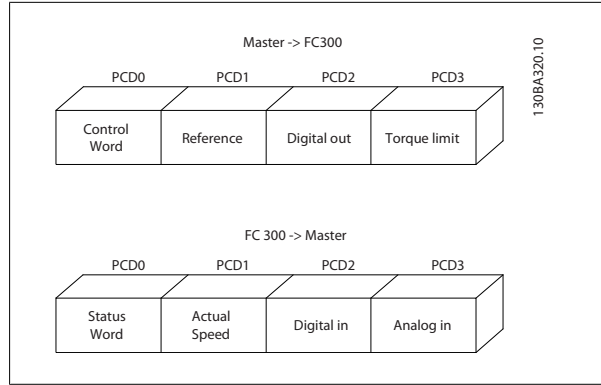 Master -> FC300
130BA320.10
PCD0 PCD1 PCD2 PCD3
Control
Word
Reference
Digital out
Torque limit
FC 300 -> Master
PCD0 PCD1 PCD2 PCD3
Status
Word
Actual
Speed
Digital in
Analog in